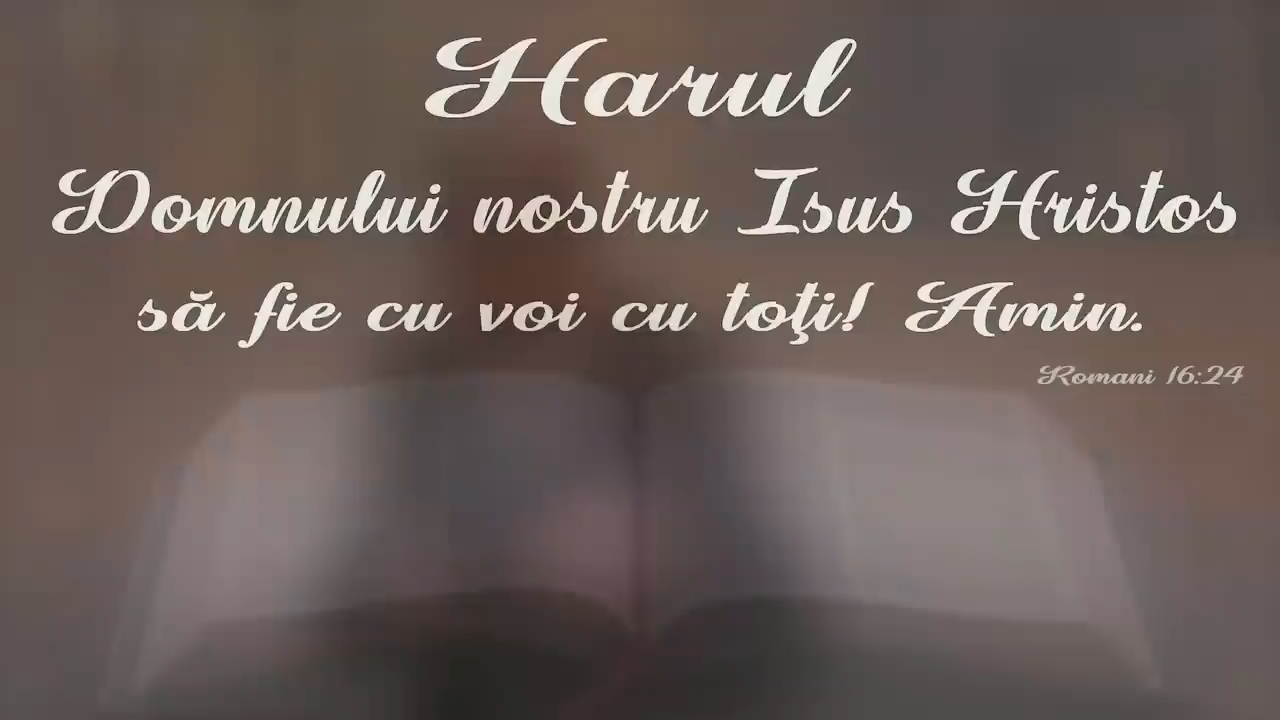 Harul
Domnului nostru Isus Hristos
să fie cu voi cu toţi! Amin.
Romani 16:24